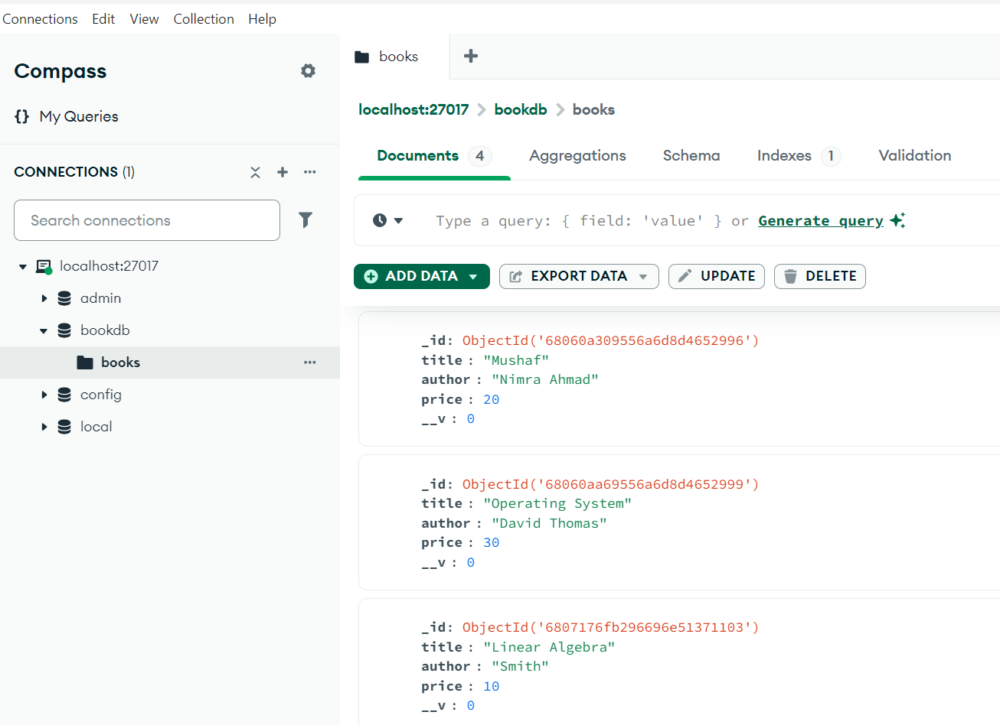 Connections Edit View Collection Help
Compass
{} My Queries
CONNECTIONS (1)
Search connections
localhost:27017
admin
bookdb
books
config
local
books
localhost:27017 > bookdb > books
Documents 4 Aggregations Schema Indexes 1 Validation
Type a query: { field: 'value' } or Generate query
ADD DATA EXPORT DATA UPDATE DELETE
_id: ObjectId('68060a309556a6d8d4652996')
title : "Mushaf"
author : "Nimra Ahmad"
price : 20
__v : 0
_id: ObjectId('68060aa69556a6d8d4652999')
title : "Operating System"
author : "David Thomas"
price : 30
__v : 0
_id: ObjectId('6807176fb296696e51371103')
title : "Linear Algebra"
author : "Smith"
price : 10
__v : 0